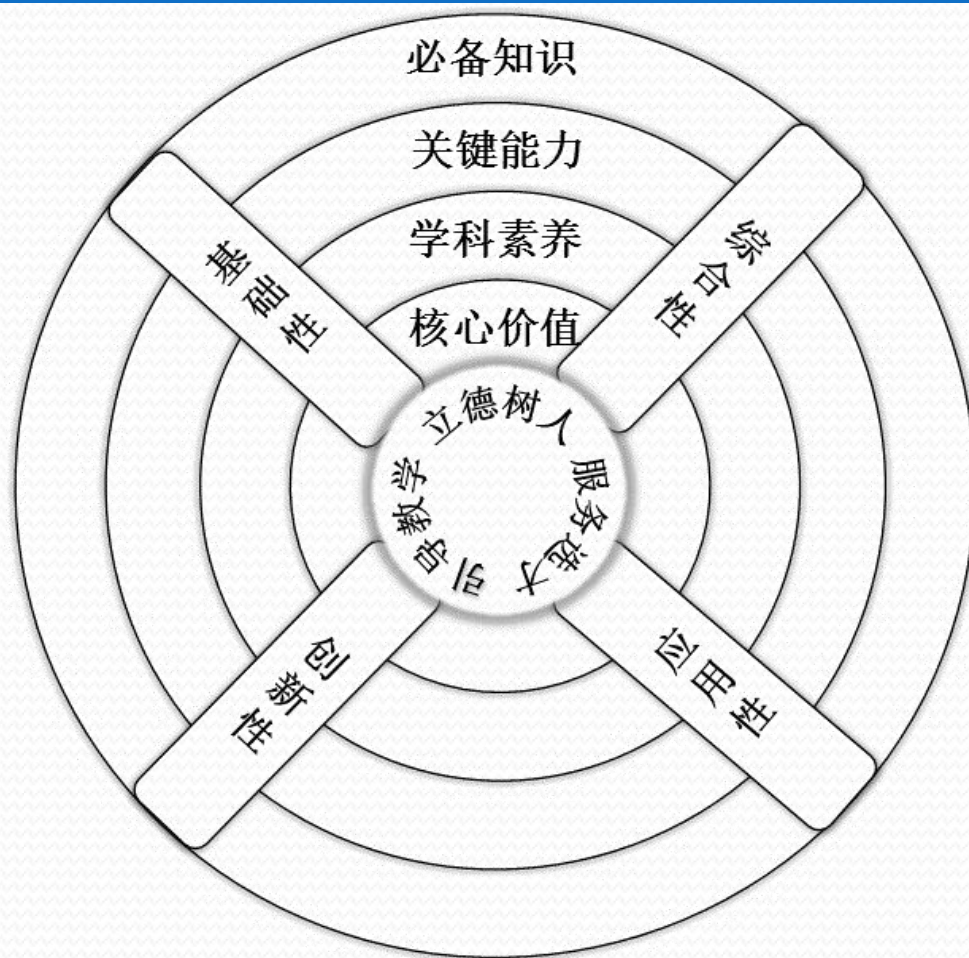 必备知识
关键能力
学科素养
核心价值
基础性
综合性
立德树人
服务选才
引导教学
创新性
应用性